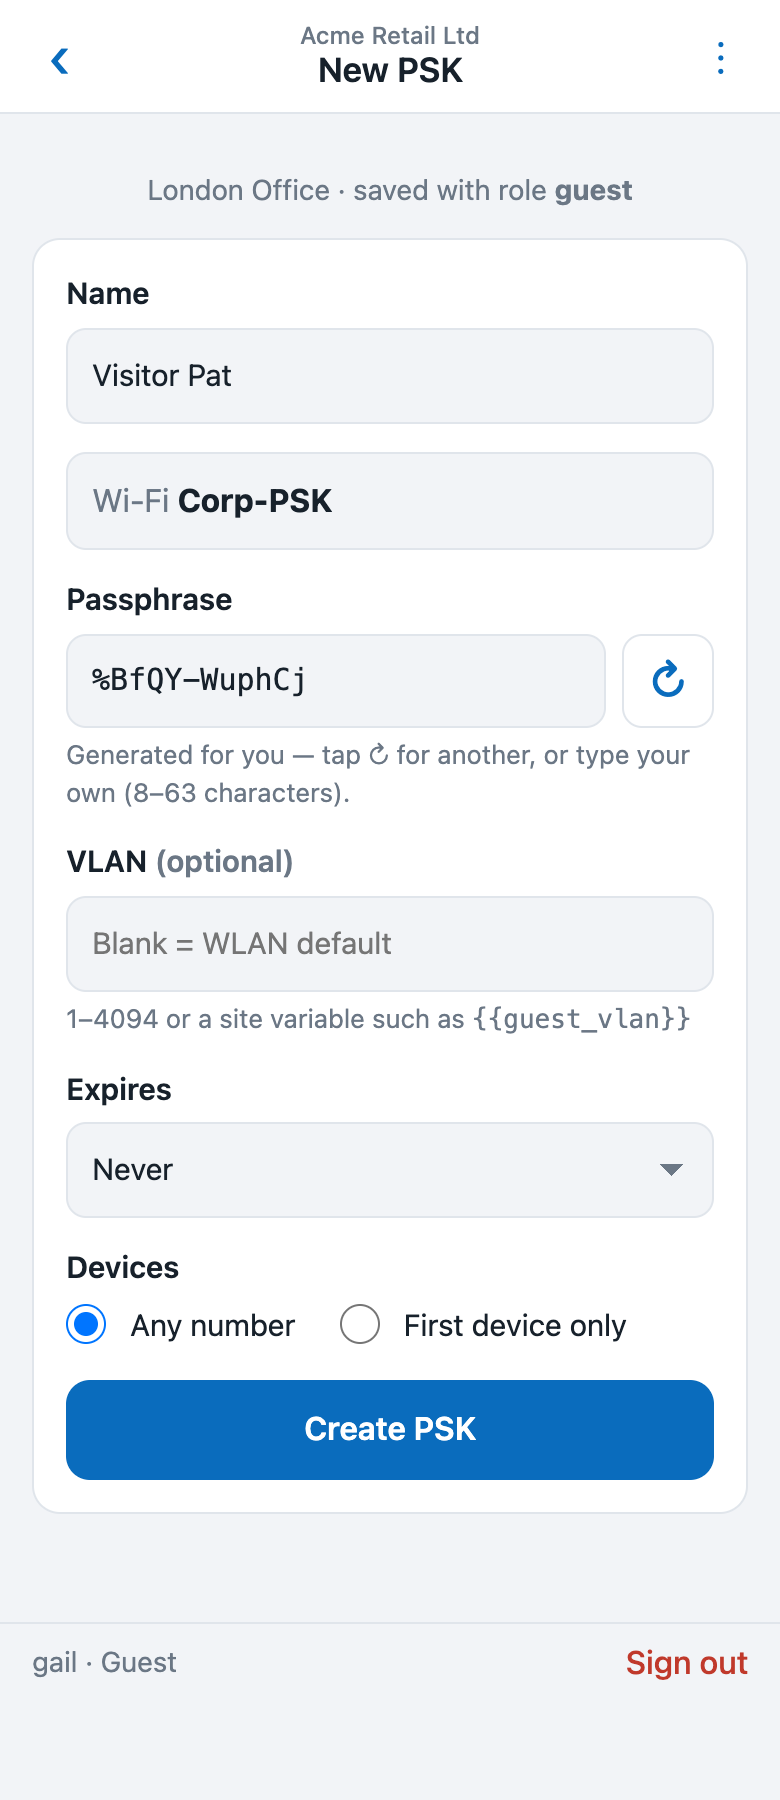 Acme Retail Ltd
New PSK
London Office · saved with role guest
Name
Visitor Pat
Wi-Fi Corp-PSK
Passphrase
%BfQY-WuphCj
Generated for you — tap ↻ for another, or type your
own (8–63 characters).
VLAN (optional)
Blank = WLAN default
1–4094 or a site variable such as {{guest_vlan}}
Expires
Never
Devices
Any number
First device only
Create PSK
gail · Guest
Sign out